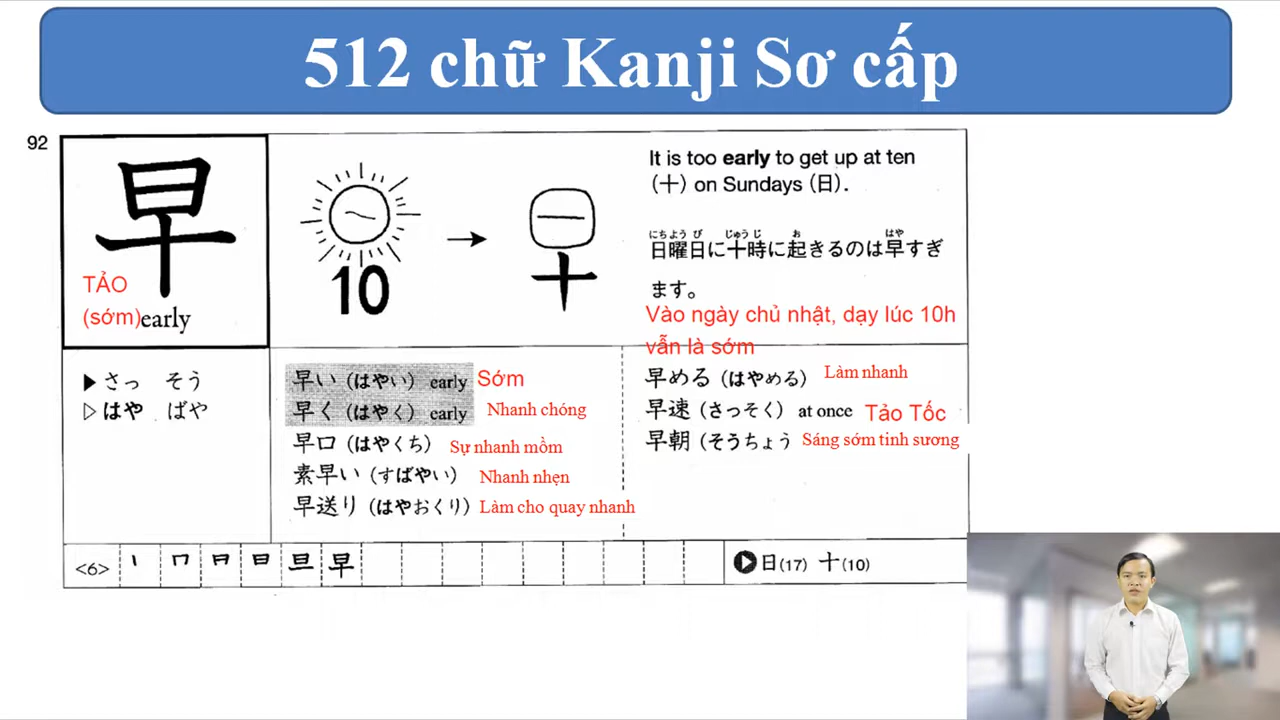 512 chữ Kanji Sơ cấp
92
早
TẢO
(sớm)early
10
十
It is too early to get up at ten
(十) on Sundays (日).
にちようび じゅうじ お はや
日曜日に十時に起きるのは早すぎ
ます。
Vào ngày chủ nhật, dạy lúc 10h
vẫn là sớm
▶ さっ そう
▷ はや ばや
早い (はやい) early Sớm
早く (はやく) early Nhanh chóng
早口 (はやくち) Sự nhanh mồm
素早い (すばやい) Nhanh nhẹn
早送り (はやおくり) Làm cho quay nhanh
早める (はやめる) Làm nhanh
早速 (さっそく) at once Tảo Tốc
早朝 (そうちょう Sáng sớm tinh sương
<6> 早
日(17) 十(10)